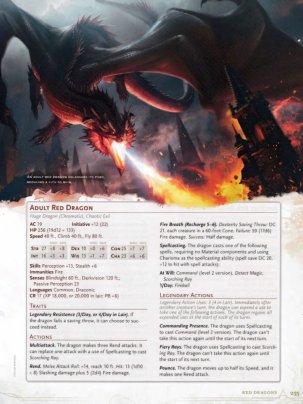 AN ADULT RED DRAGON UNLEASHES ITS FURY,
REDUCING A CITY TO RUIN
ADULT RED DRAGON
Huge Dragon (Chromatic), Chaotic Evil
AC 19 Initiative +12 (22)
HP 256 (19d12 + 133)
Speed 40 ft., Climb 40 ft., Fly 80 ft.
STR 27 +8 +8 DEX 10 +0 +6 CON 25 +7 +7
INT 16 +3 +3 WIS 13 +1 +7 CHA 23 +6 +6
Skills Perception +13, Stealth +6
Immunities Fire
Senses Blindsight 60 ft., Darkvision 120 ft.;
Passive Perception 23
Languages Common, Draconic
CR 17 (XP 18,000, or 20,000 in lair; PB +6)
TRAITS
Legendary Resistance (3/Day, or 4/Day in Lair). If
the dragon fails a saving throw, it can choose to suc-
ceed instead.
ACTIONS
Multiattack. The dragon makes three Rend attacks. It
can replace one attack with a use of Spellcasting to cast
Scorching Ray.
Rend. Melee Attack Roll: +14, reach 10 ft. Hit: 13 (1d10
+ 8) Slashing damage plus 5 (2d4) Fire damage.
Fire Breath (Recharge 5–6). Dexterity Saving Throw: DC
21, each creature in a 60-foot Cone. Failure: 59 (17d6)
Fire damage. Success: Half damage.
Spellcasting. The dragon casts one of the following
spells, requiring no Material components and using
Charisma as the spellcasting ability (spell save DC 20,
+12 to hit with spell attacks):
At Will: Command (level 2 version), Detect Magic,
Scorching Ray
1/Day: Fireball
LEGENDARY ACTIONS
Legendary Action Uses: 3 (4 in Lair). Immediately after
another creature's turn, the dragon can expend a use to
take one of the following actions. The dragon regains all
expended uses at the start of each of its turns.
Commanding Presence. The dragon uses Spellcasting
to cast Command (level 2 version). The dragon can't
take this action again until the start of its next turn.
Fiery Rays. The dragon uses Spellcasting to cast Scorch-
ing Ray. The dragon can't take this action again until the
start of its next turn.
Pounce. The dragon moves up to half its Speed, and it
makes one Rend attack.
RED DRAGONS 255